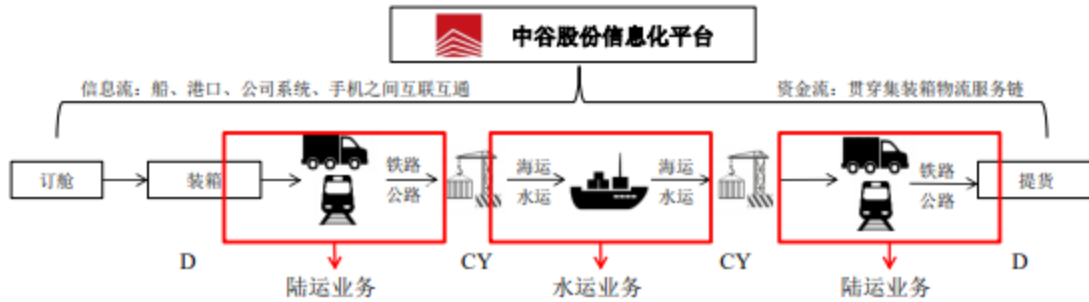 中谷股份信息化平台
信息流：船、港口、公司系统、手机之间互联互通
资金流：贯穿集装箱物流服务链
订舱
装箱
铁路
公路
海运
水运
海运
水运
铁路
公路
提货
D
CY
CY
D
陆运业务
水运业务
陆运业务